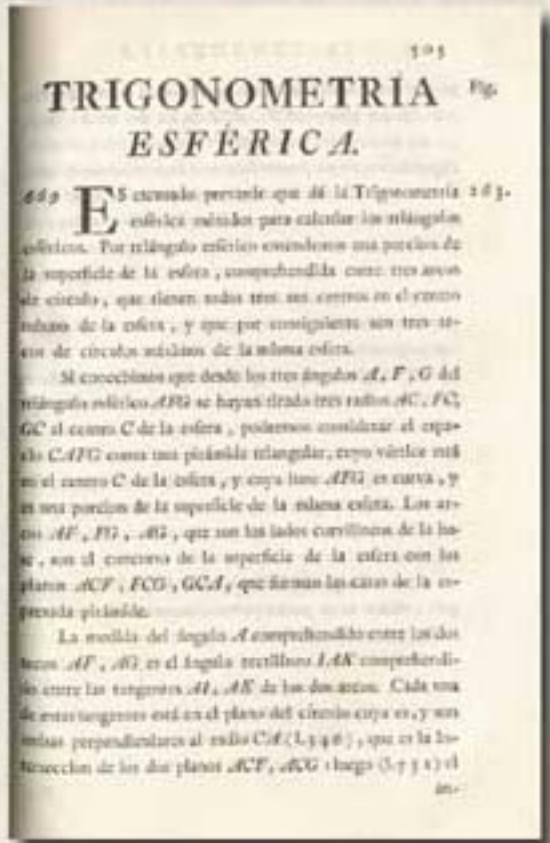 303
TRIGONOMETRÍA Fig.
ESFÉRICA.
669 ES escusado prevenir que dá la Trigonometría 263.
esférica métodos para calcular los triángulos
esféricos. Por triángulo esférico entendemos una porcion de
la superficie de la esfera, comprehendida entre tres arcos
de círculo, que tienen todos tres sus centros en el centro
mismo de la esfera, y que por consiguiente son tres ar-
cos de círculos máximos de la misma esfera.
Si concebimos que desde los tres ángulos A, F, G del
triángulo esférico AFG se hayan tirado tres radios AC, FC,
GC al centro C de la esfera, podremos considerar el espa-
cio CAFG como una pirámide triangular, cuyo vértice está
en el centro C de la esfera, y cuya base AFG es curva, y
es una porcion de la superficie de la misma esfera. Los ar-
cos AF, FG, AG, que son los lados curvilineos de la ba-
se, son el concurso de la superficie de la esfera con los
planos ACF, FCG, GCA, que forman las caras de la ex-
presada pirámide.
La medida del ángulo A comprehendido entre los dos
arcos AF, AG es el ángulo rectilineo IAK comprehendi-
do entre las tangentes AI, AK de los dos arcos. Cada una
de estas tangentes está en el plano del círculo cuya es, y son
ambas perpendiculares al radio CA (I.546), que es la in-
terseccion de los dos planos ACF, ACG; luego (I.731) el
án-